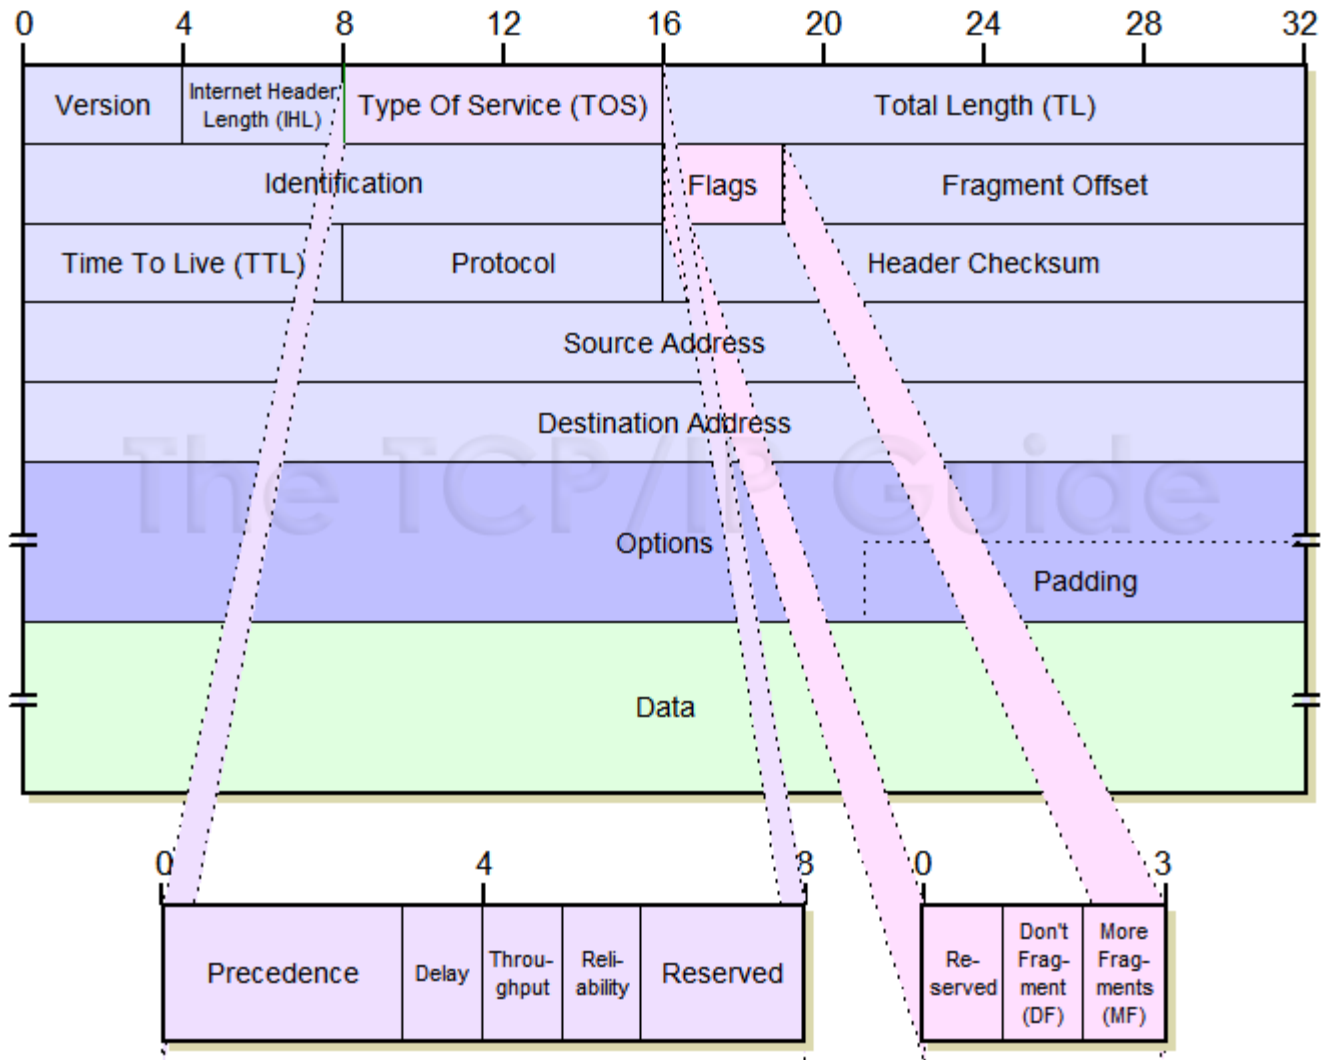 0 4 8 12 16 20 24 28 32
Version
Internet Header
Length (IHL)
Type Of Service (TOS)
Total Length (TL)
Identification
Flags
Fragment Offset
Time To Live (TTL)
Protocol
Header Checksum
Source Address
Destination Address
The TCP/IP Guide
Options
Padding
Data
0 4 8
0 3
Precedence
Delay
Throu-
ghput
Reli-
ability
Reserved
Re-
served
Don't
Frag-
ment
(DF)
More
Frag-
ments
(MF)